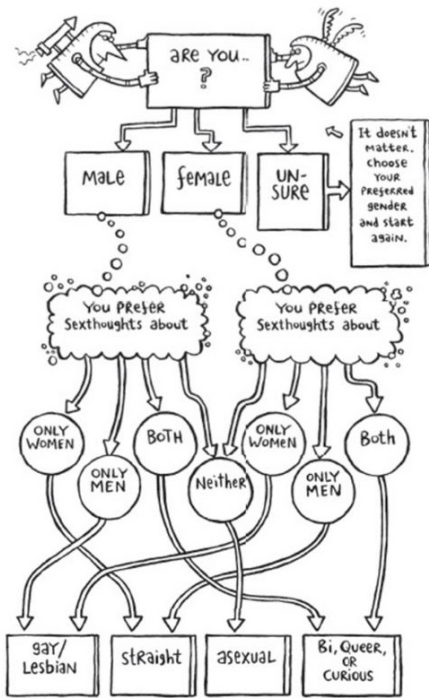 are you..
?
Male
female
UN-
SURE
It doesn't
Matter.
choose
YOUR
Preferred
gender
and start
again.
You Prefer
Sexthoughts about
You Prefer
Sexthoughts about
ONLY
WOMEN
ONLY
MEN
BOTH
Neither
ONLY
WOMEN
ONLY
MEN
Both
gay/
Lesbian
straight
asexual
Bi, Queer,
OR
CURIOUS